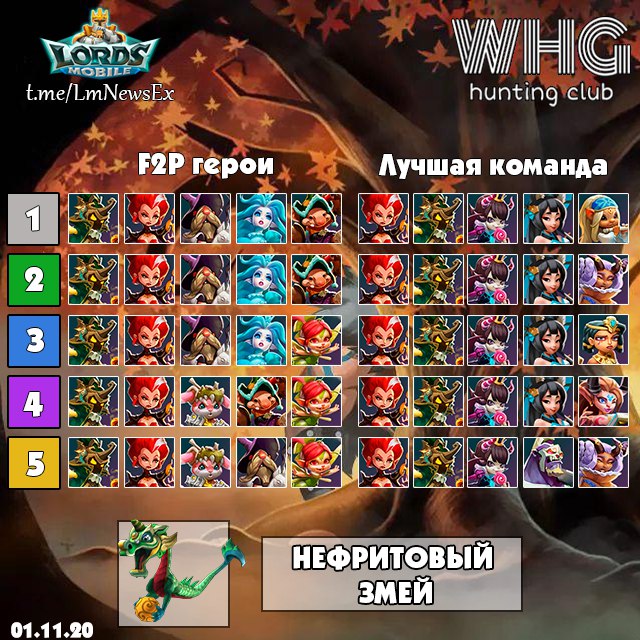 LORDS
MOBILE
t.me/LmNewsEx
WHG
hunting club
F2P герои
Лучшая команда
1
2
3
4
5
НЕФРИТОВЫЙ
ЗМЕЙ
01.11.20